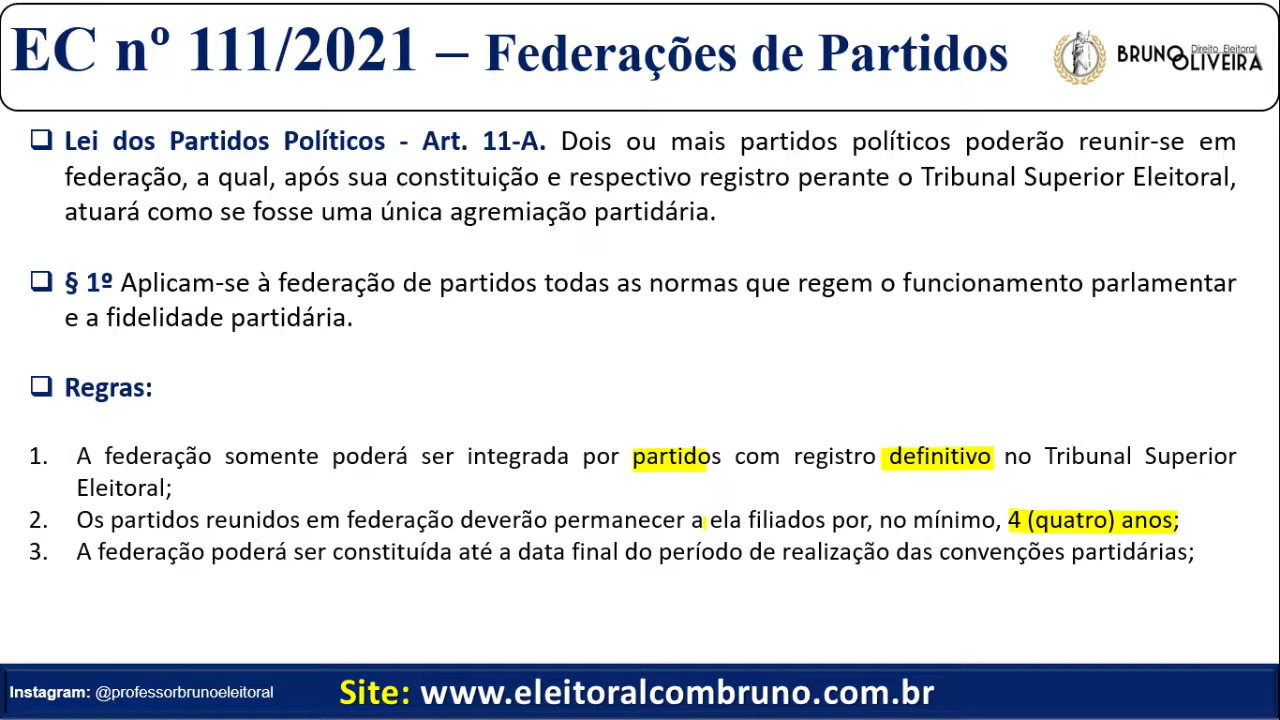 EC nº 111/2021 – Federações de Partidos
Direito Eleitoral
BRUNO OLIVEIRA
❑ Lei dos Partidos Políticos - Art. 11-A. Dois ou mais partidos políticos poderão reunir-se em
federação, a qual, após sua constituição e respectivo registro perante o Tribunal Superior Eleitoral,
atuará como se fosse uma única agremiação partidária.
❑ § 1º Aplicam-se à federação de partidos todas as normas que regem o funcionamento parlamentar
e a fidelidade partidária.
❑ Regras:
1. A federação somente poderá ser integrada por partidos com registro definitivo no Tribunal Superior
Eleitoral;
2. Os partidos reunidos em federação deverão permanecer a ela filiados por, no mínimo, 4 (quatro) anos;
3. A federação poderá ser constituída até a data final do período de realização das convenções partidárias;
Instagram: @professorbrunoeleitoral
Site: www.eleitoralcombruno.com.br